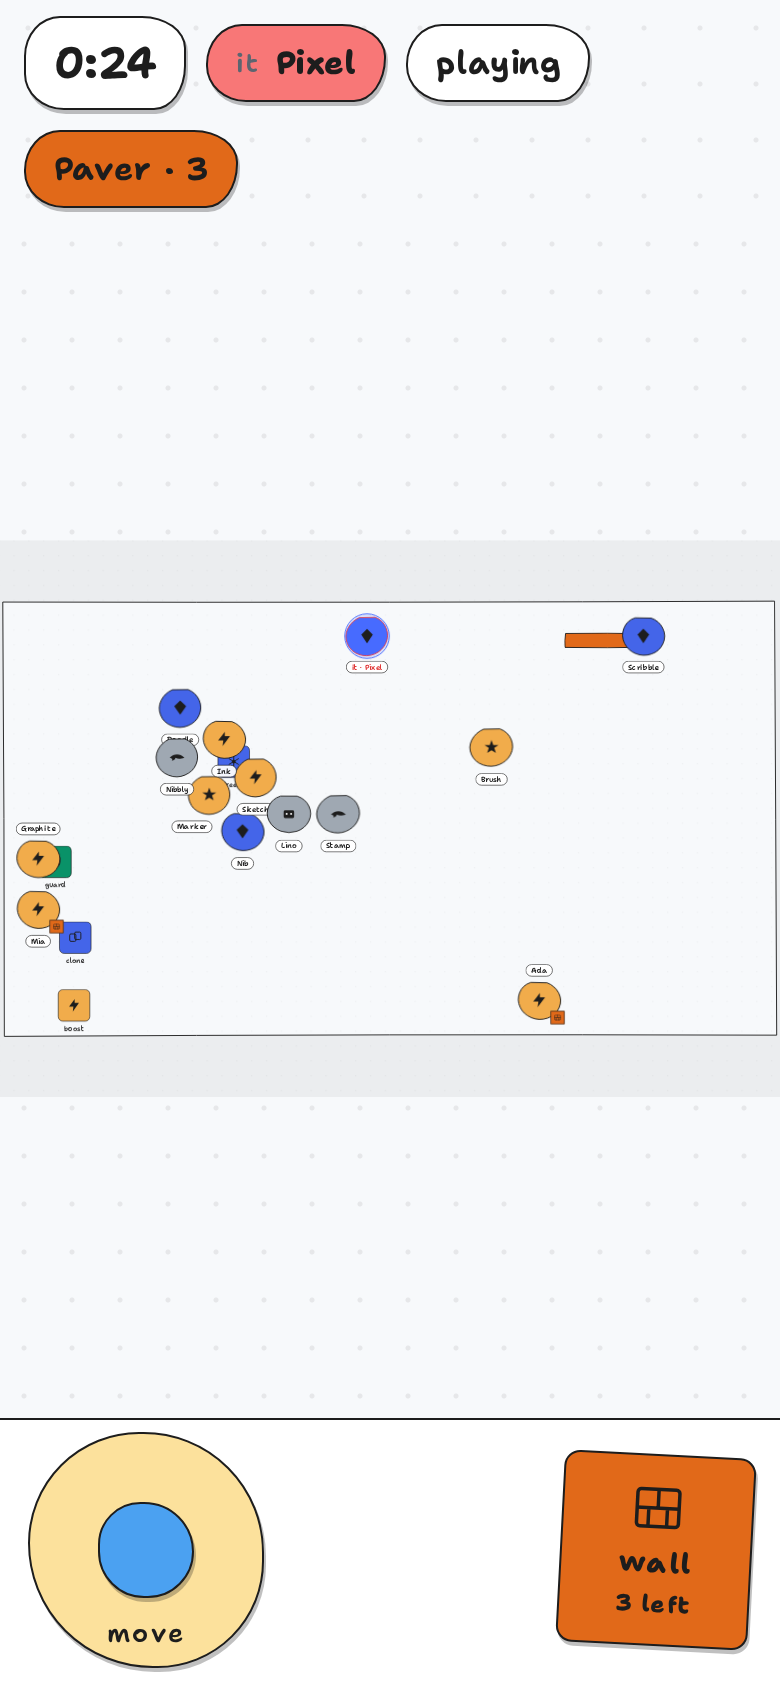 0:24
it Pixel
playing
Paver · 3
it · Pixel
Scribble
Ink
Nibbly
Sketch
Brush
Marker
Graphite
Lino
Stamp
Nib
guard
Mia
clone
Ada
boost
wall
3 left
move